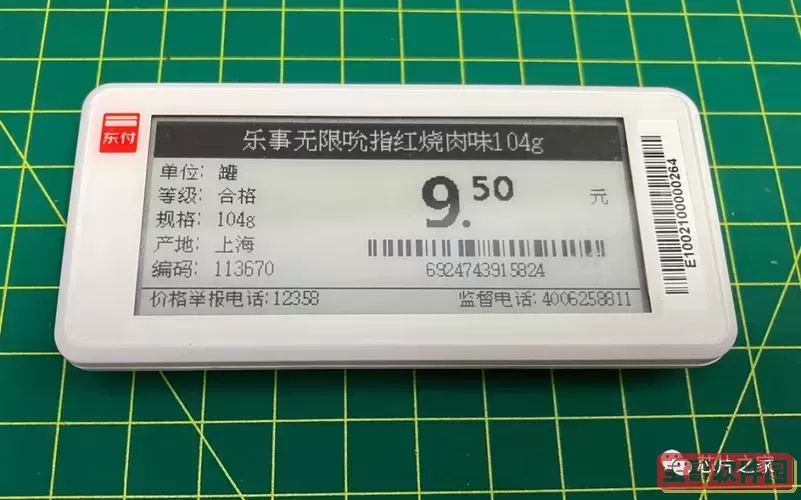 东付
乐事无限吮指红烧肉味104g
单位: 罐
等级: 合格
规格: 104g
产地: 上海
编码: 113670
9.50
元
6924743915824
价格举报电话:12358
监督电话:4006258811
E1002100000264
芯片之家